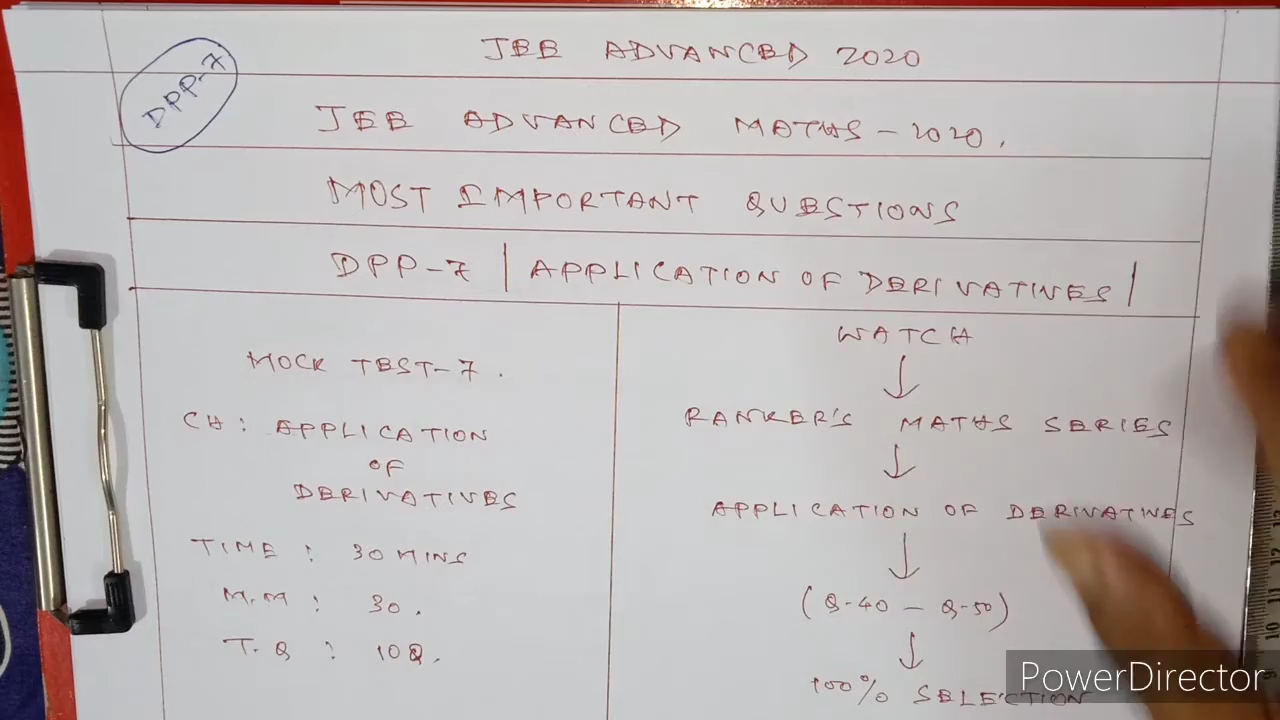 JEE ADVANCED 2020
DPP-7
JEE ADVANCED MATHS - 2020.
MOST IMPORTANT QUESTIONS
DPP-7 | APPLICATION OF DERIVATIVES |
MOCK TEST-7.
CH: APPLICATION
OF
DERIVATIVES
TIME : 30 MINS
M.M : 30.
T.Q : 10Q.
WATCH
↓
RANKER'S MATHS SERIES
↓
APPLICATION OF DERIVATIVES
↓
(Q-40 - Q-50)
↓
100% SELECTION
PowerDirector